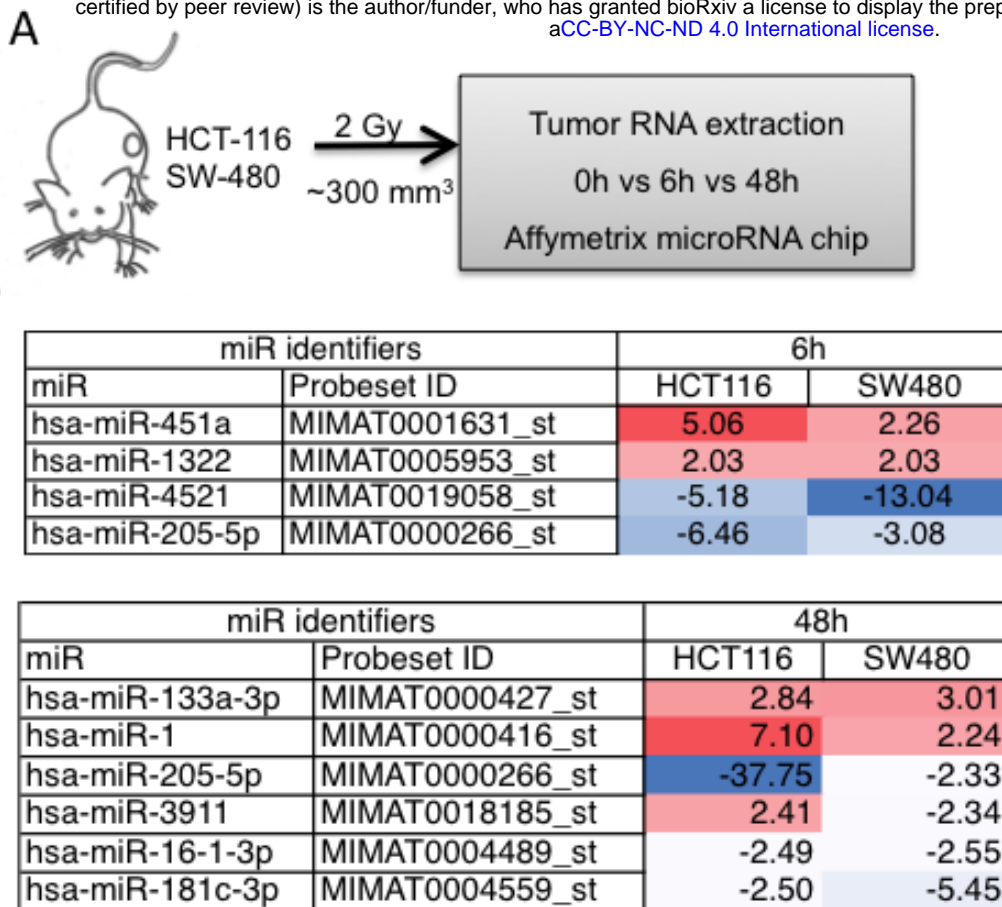 certified by peer review) is the author/funder, who has granted bioRxiv a license to display the prep
aCC-BY-NC-ND 4.0 International license.
A
HCT-116
SW-480
2 Gy
~300 mm³
Tumor RNA extraction
0h vs 6h vs 48h
Affymetrix microRNA chip
miR identifiers 6h
miR Probeset ID HCT116 SW480
hsa-miR-451a MIMAT0001631_st 5.06 2.26
hsa-miR-1322 MIMAT0005953_st 2.03 2.03
hsa-miR-4521 MIMAT0019058_st -5.18 -13.04
hsa-miR-205-5p MIMAT0000266_st -6.46 -3.08
miR identifiers 48h
miR Probeset ID HCT116 SW480
hsa-miR-133a-3p MIMAT0000427_st 2.84 3.01
hsa-miR-1 MIMAT0000416_st 7.10 2.24
hsa-miR-205-5p MIMAT0000266_st -37.75 -2.33
hsa-miR-3911 MIMAT0018185_st 2.41 -2.34
hsa-miR-16-1-3p MIMAT0004489_st -2.49 -2.55
hsa-miR-181c-3p MIMAT0004559_st -2.50 -5.45